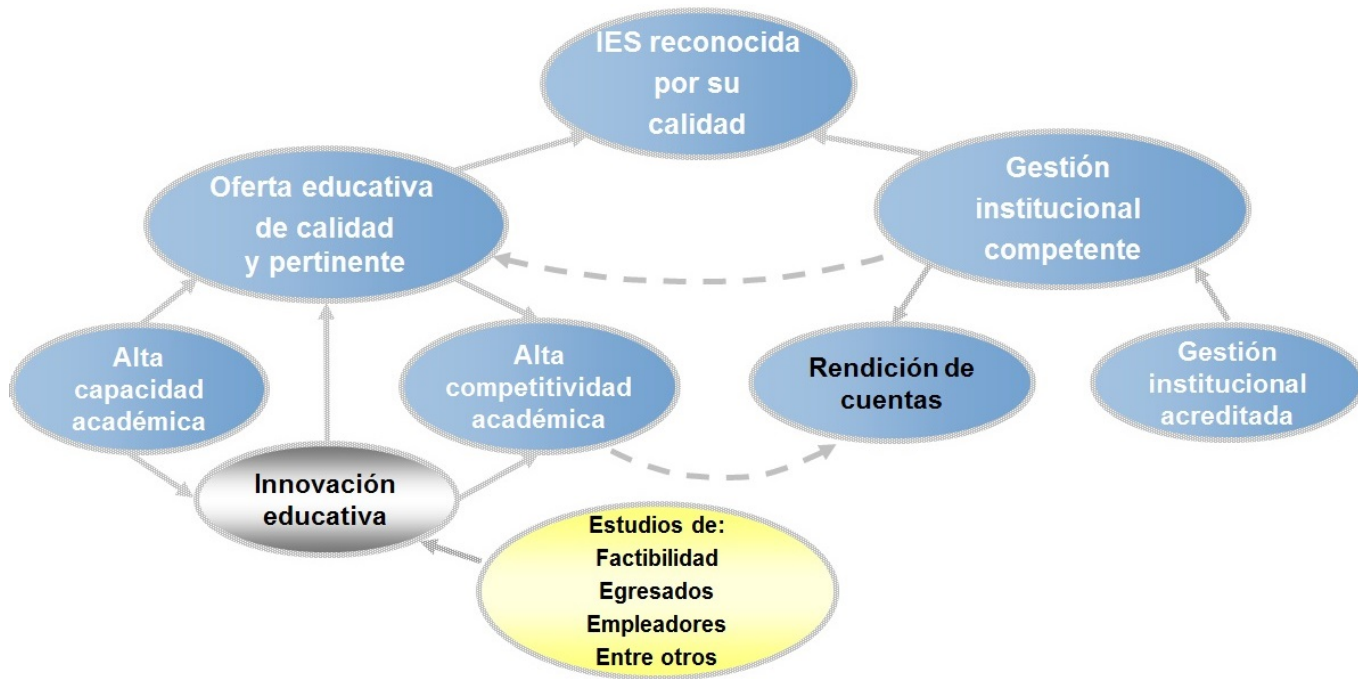 IES reconocida
por su
calidad
Oferta educativa
de calidad
y pertinente
Gestión
institucional
competente
Alta
capacidad
académica
Alta
competitividad
académica
Rendición de
cuentas
Gestión
institucional
acreditada
Innovación
educativa
Estudios de:
Factibilidad
Egresados
Empleadores
Entre otros